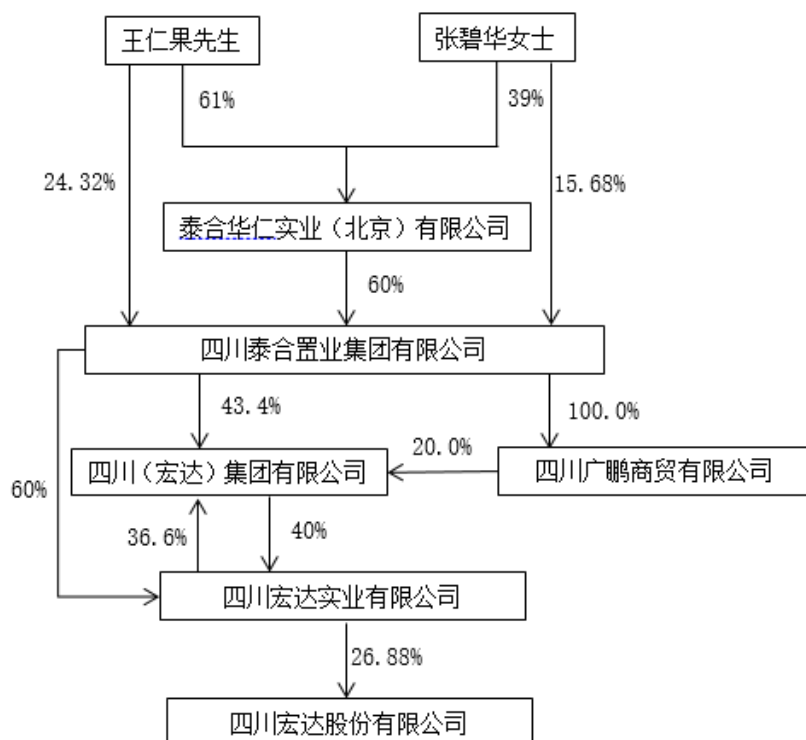 王仁果先生
张碧华女士
61%
39%
24.32%
15.68%
泰合华仁实业（北京）有限公司
60%
四川泰合置业集团有限公司
43.4%
100.0%
20.0%
四川（宏达）集团有限公司
四川广鹏商贸有限公司
60%
36.6%
40%
四川宏达实业有限公司
26.88%
四川宏达股份有限公司